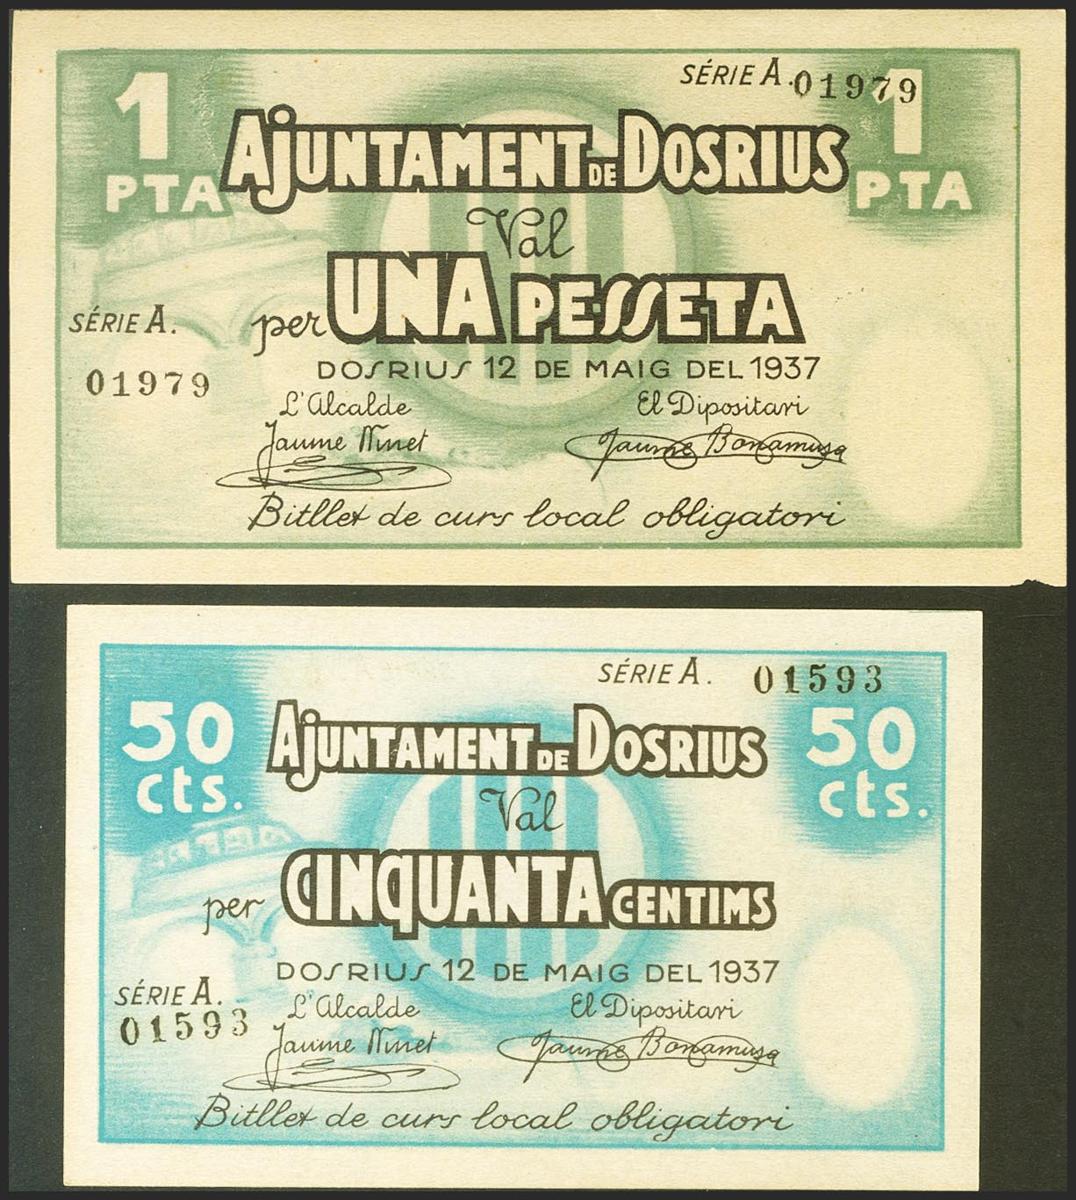 1 PTA
SÉRIE A. 01979
1 PTA
AJUNTAMENT DE DOSRIUS
Val
per UNA PESSETA
SÉRIE A.
01979
DOSRIUS 12 DE MAIG DEL 1937
L'Alcalde El Dipositari
Jaume Ninet Jaume Bonamusa
Bitllet de curs local obligatori
50 cts.
SÉRIE A. 01593
50 cts.
AJUNTAMENT DE DOSRIUS
Val
per CINQUANTA CENTIMS
DOSRIUS 12 DE MAIG DEL 1937
SÉRIE A.
01593
L'Alcalde El Dipositari
Jaume Ninet Jaume Bonamusa
Bitllet de curs local obligatori